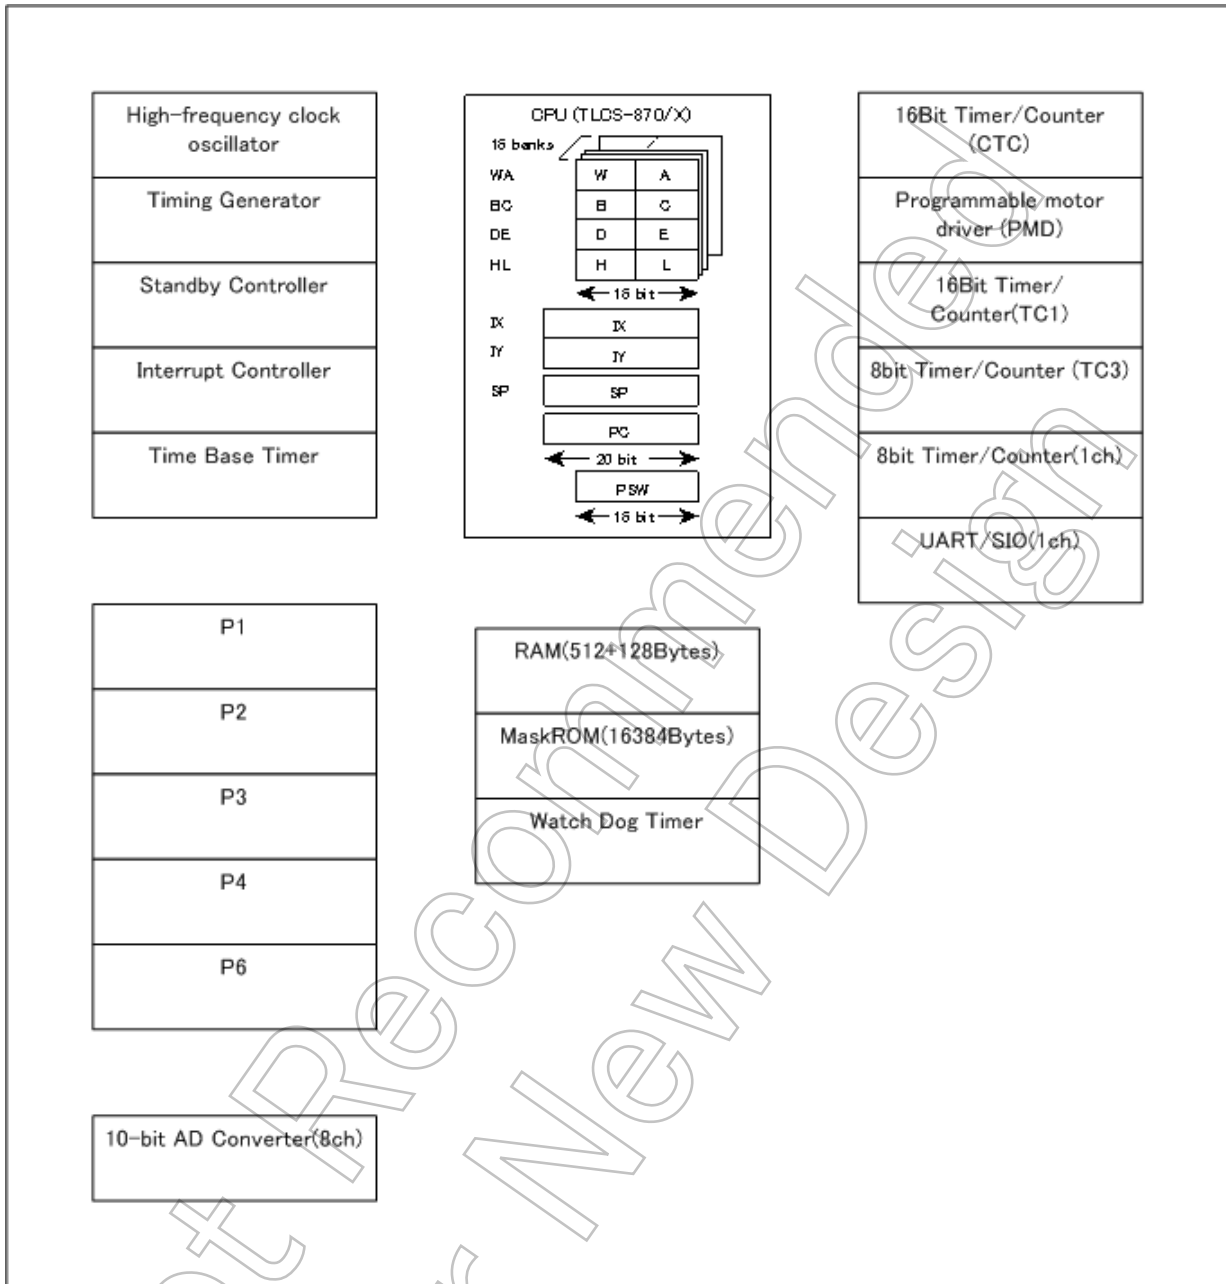 High-frequency clock
oscillator
Timing Generator
Standby Controller
Interrupt Controller
Time Base Timer
CPU (TLCS-870/X)
16 banks
WA W A
BC B C
DE D E
HL H L
16 bit
IX IX
IY IY
SP SP
PC
20 bit
PSW
16 bit
16Bit Timer/Counter
(CTC)
Programmable motor
driver (PMD)
16Bit Timer/
Counter(TC1)
8bit Timer/Counter (TC3)
8bit Timer/Counter(1ch)
UART/SIO(1ch)
P1
P2
P3
P4
P6
RAM(512+128Bytes)
MaskROM(16384Bytes)
Watch Dog Timer
10-bit AD Converter(8ch)
Recommended
New Design